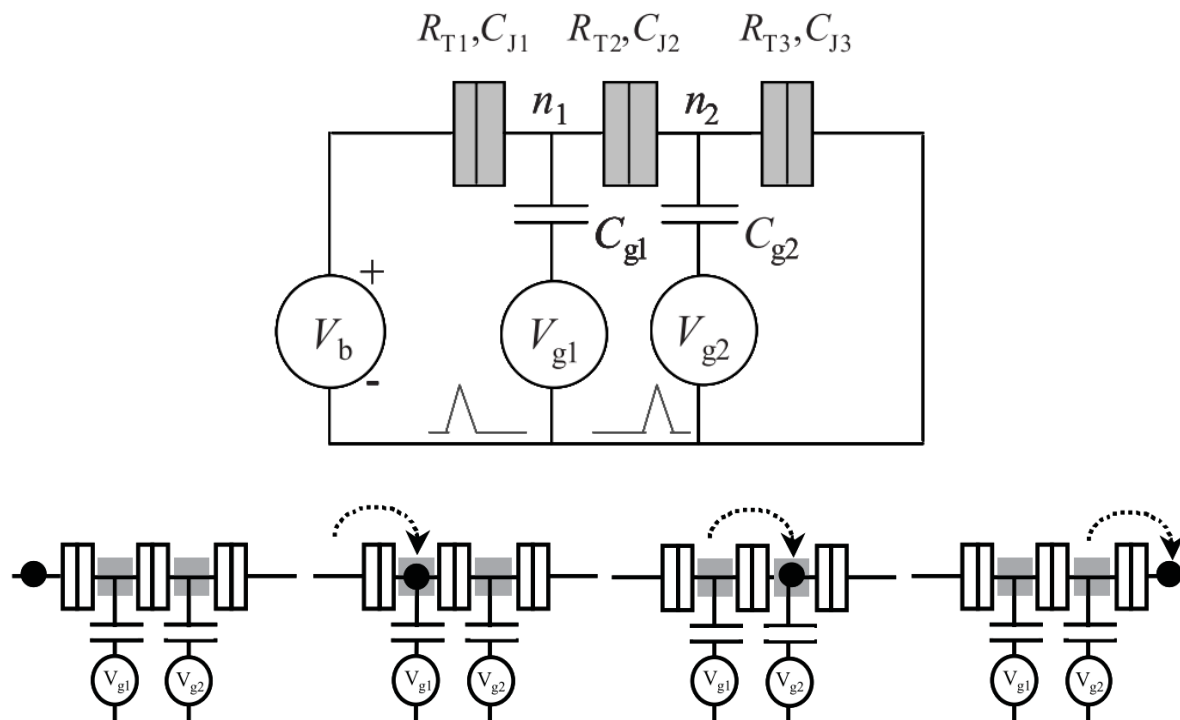 R_T1,C_J1 R_T2,C_J2 R_T3,C_J3
n_1 n_2
C_g1 C_g2
+
V_b V_g1 V_g2
-
V_g1 V_g2 V_g1 V_g2 V_g1 V_g2 V_g1 V_g2